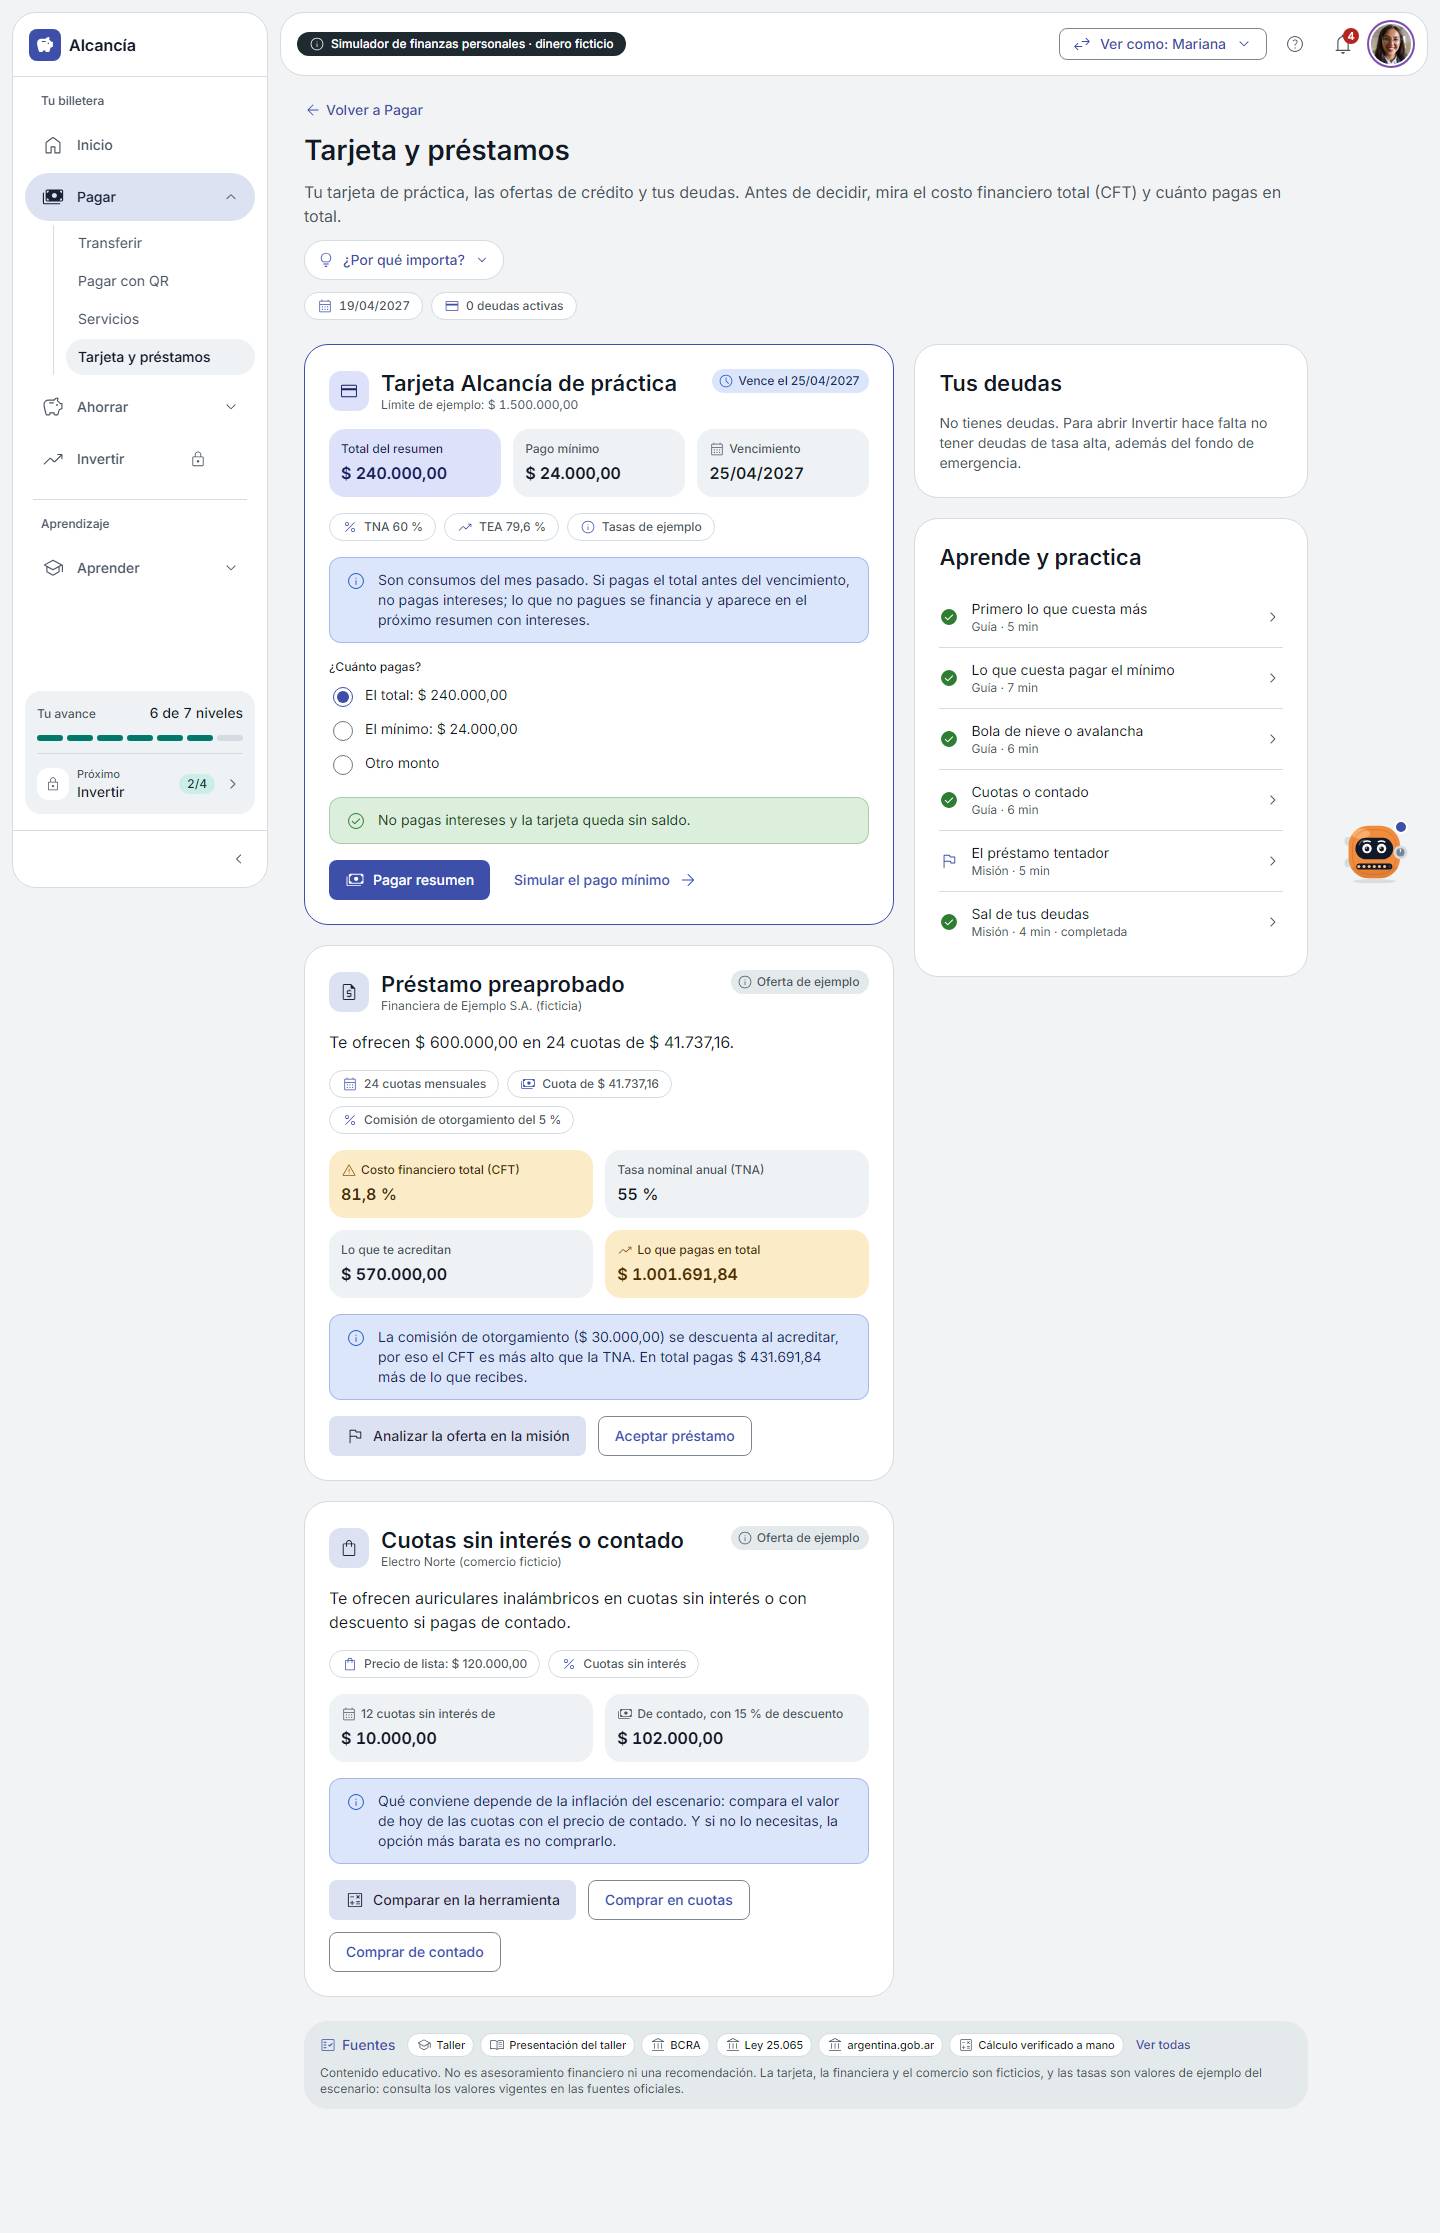 Alcancía
Simulador de finanzas personales · dinero ficticio
Ver como: Mariana
4
Tu billetera
Inicio
Pagar
Transferir
Pagar con QR
Servicios
Tarjeta y préstamos
Ahorrar
Invertir
Aprendizaje
Aprender
Tu avance
6 de 7 niveles
Próximo
Invertir
2/4
Volver a Pagar
Tarjeta y préstamos
Tu tarjeta de práctica, las ofertas de crédito y tus deudas. Antes de decidir, mira el costo financiero total (CFT) y cuánto pagas en
total.
¿Por qué importa?
19/04/2027
0 deudas activas
Tarjeta Alcancía de práctica
Límite de ejemplo: $ 1.500.000,00
Vence el 25/04/2027
Total del resumen
$ 240.000,00
Pago mínimo
$ 24.000,00
Vencimiento
25/04/2027
TNA 60 %
TEA 79,6 %
Tasas de ejemplo
Son consumos del mes pasado. Si pagas el total antes del vencimiento,
no pagas intereses; lo que no pagues se financia y aparece en el
próximo resumen con intereses.
¿Cuánto pagas?
El total: $ 240.000,00
El mínimo: $ 24.000,00
Otro monto
No pagas intereses y la tarjeta queda sin saldo.
Pagar resumen
Simular el pago mínimo
Préstamo preaprobado
Financiera de Ejemplo S.A. (ficticia)
Oferta de ejemplo
Te ofrecen $ 600.000,00 en 24 cuotas de $ 41.737,16.
24 cuotas mensuales
Cuota de $ 41.737,16
Comisión de otorgamiento del 5 %
Costo financiero total (CFT)
81,8 %
Tasa nominal anual (TNA)
55 %
Lo que te acreditan
$ 570.000,00
Lo que pagas en total
$ 1.001.691,84
La comisión de otorgamiento ($ 30.000,00) se descuenta al acreditar,
por eso el CFT es más alto que la TNA. En total pagas $ 431.691,84
más de lo que recibes.
Analizar la oferta en la misión
Aceptar préstamo
Cuotas sin interés o contado
Electro Norte (comercio ficticio)
Oferta de ejemplo
Te ofrecen auriculares inalámbricos en cuotas sin interés o con
descuento si pagas de contado.
Precio de lista: $ 120.000,00
Cuotas sin interés
12 cuotas sin interés de
$ 10.000,00
De contado, con 15 % de descuento
$ 102.000,00
Qué conviene depende de la inflación del escenario: compara el valor
de hoy de las cuotas con el precio de contado. Y si no lo necesitas, la
opción más barata es no comprarlo.
Comparar en la herramienta
Comprar en cuotas
Comprar de contado
Tus deudas
No tienes deudas. Para abrir Invertir hace falta no
tener deudas de tasa alta, además del fondo de
emergencia.
Aprende y practica
Primero lo que cuesta más
Guía · 5 min
Lo que cuesta pagar el mínimo
Guía · 7 min
Bola de nieve o avalancha
Guía · 6 min
Cuotas o contado
Guía · 6 min
El préstamo tentador
Misión · 5 min
Sal de tus deudas
Misión · 4 min · completada
Fuentes
Taller
Presentación del taller
BCRA
Ley 25.065
argentina.gob.ar
Cálculo verificado a mano
Ver todas
Contenido educativo. No es asesoramiento financiero ni una recomendación. La tarjeta, la financiera y el comercio son ficticios, y las tasas son valores de ejemplo del
escenario: consulta los valores vigentes en las fuentes oficiales.